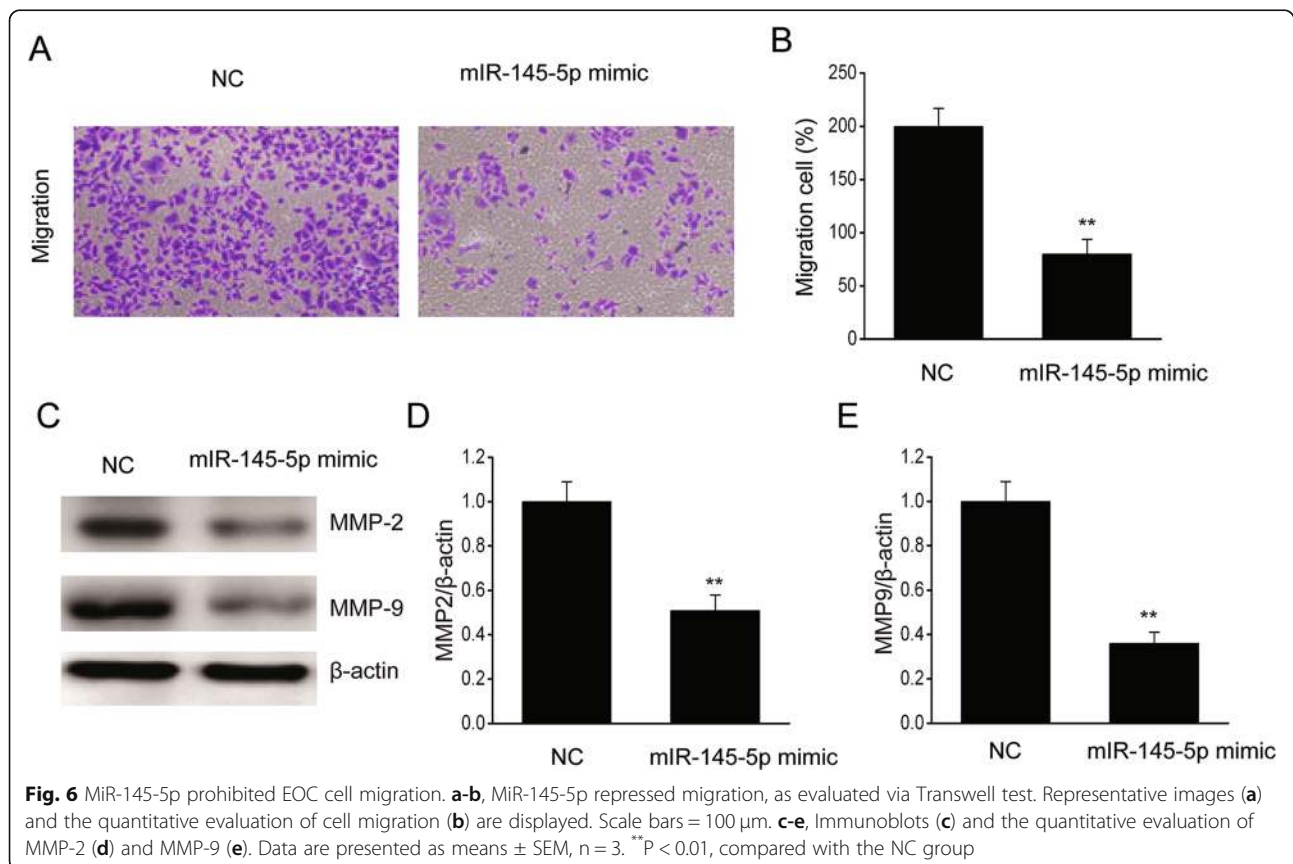 A
NC
mIR-145-5p mimic
Migration
B
Migration cell (%)
250
200
150
100
50
0
**
NC
mIR-145-5p mimic
C
NC
mIR-145-5p mimic
MMP-2
MMP-9
β-actin
D
MMP2/β-actin
1.2
1.0
0.8
0.6
0.4
0.2
0.0
**
NC
mIR-145-5p mimic
E
MMP9/β-actin
1.2
1.0
0.8
0.6
0.4
0.2
0.0
**
NC
mIR-145-5p mimic
Fig. 6 MiR-145-5p prohibited EOC cell migration. a-b, MiR-145-5p repressed migration, as evaluated via Transwell test. Representative images (a)
and the quantitative evaluation of cell migration (b) are displayed. Scale bars = 100 μm. c-e, Immunoblots (c) and the quantitative evaluation of
MMP-2 (d) and MMP-9 (e). Data are presented as means ± SEM, n = 3. **P < 0.01, compared with the NC group